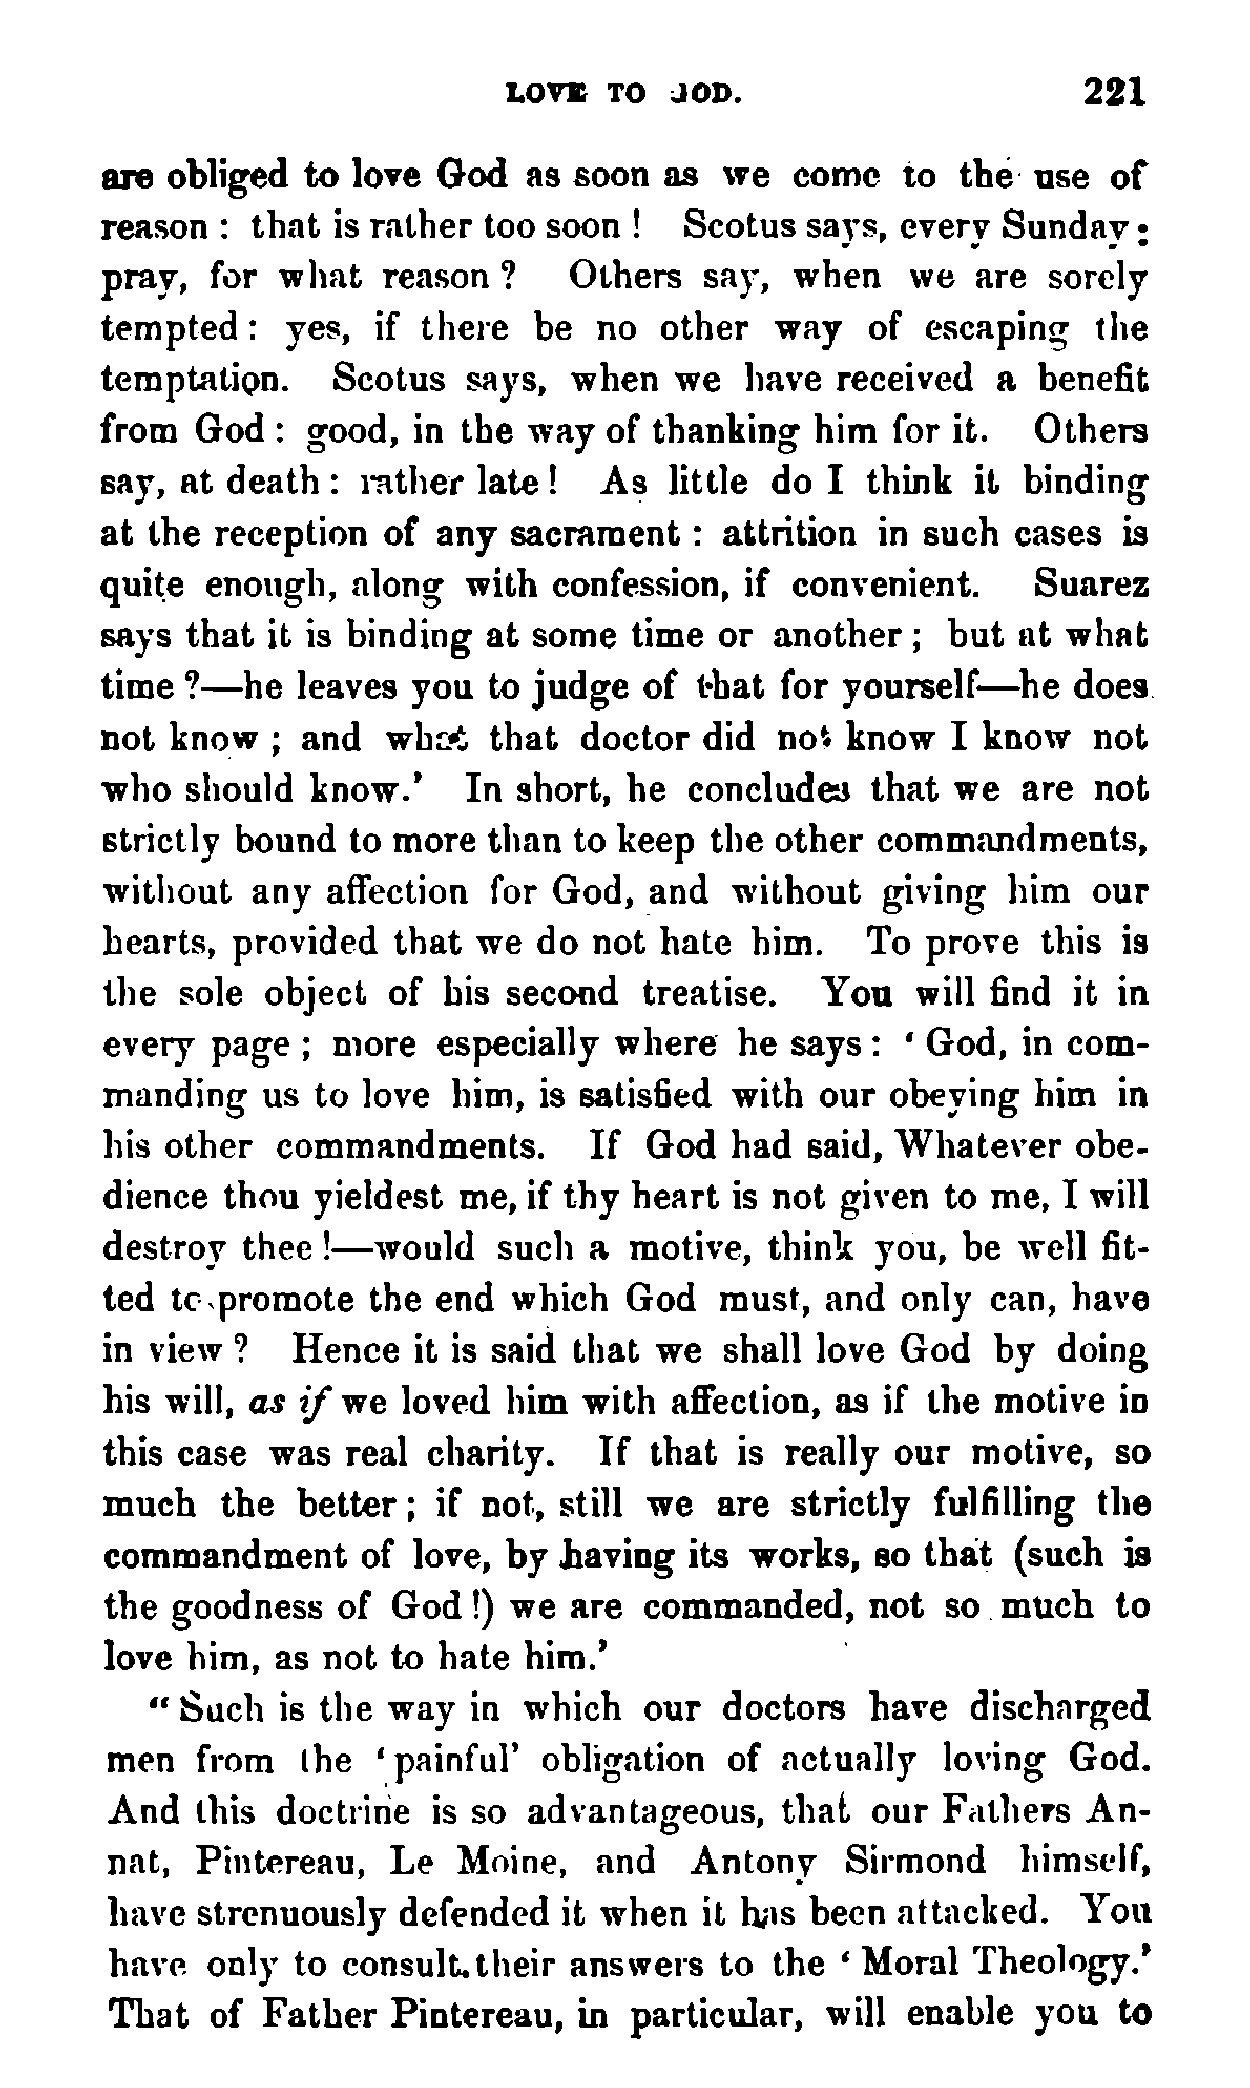 LOVE TO GOD. 221
are obliged to love God as soon as we come to the use of
reason : that is rather too soon ! Scotus says, every Sunday ;
pray, for what reason ? Others say, when we are sorely
tempted : yes, if there be no other way of escaping the
temptation. Scotus says, when we have received a benefit
from God : good, in the way of thanking him for it. Others
say, at death : rather late ! As little do I think it binding
at the reception of any sacrament : attrition in such cases is
quite enough, along with confession, if convenient. Suarez
says that it is binding at some time or another ; but at what
time ?—he leaves you to judge of that for yourself—he does
not know ; and what that doctor did not know I know not
who should know.' In short, he concludes that we are not
strictly bound to more than to keep the other commandments,
without any affection for God, and without giving him our
hearts, provided that we do not hate him. To prove this is
the sole object of his second treatise. You will find it in
every page ; more especially where he says : ' God, in com-
manding us to love him, is satisfied with our obeying him in
his other commandments. If God had said, Whatever obe-
dience thou yieldest me, if thy heart is not given to me, I will
destroy thee !—would such a motive, think you, be well fit-
ted to promote the end which God must, and only can, have
in view ? Hence it is said that we shall love God by doing
his will, as if we loved him with affection, as if the motive in
this case was real charity. If that is really our motive, so
much the better ; if not, still we are strictly fulfilling the
commandment of love, by having its works, so that (such is
the goodness of God !) we are commanded, not so much to
love him, as not to hate him.'
" Such is the way in which our doctors have discharged
men from the ' painful' obligation of actually loving God.
And this doctrine is so advantageous, that our Fathers An-
nat, Pintereau, Le Moine, and Antony Sirmond himself,
have strenuously defended it when it has been attacked. You
have only to consult their answers to the ' Moral Theology.'
That of Father Pintereau, in particular, will enable you to